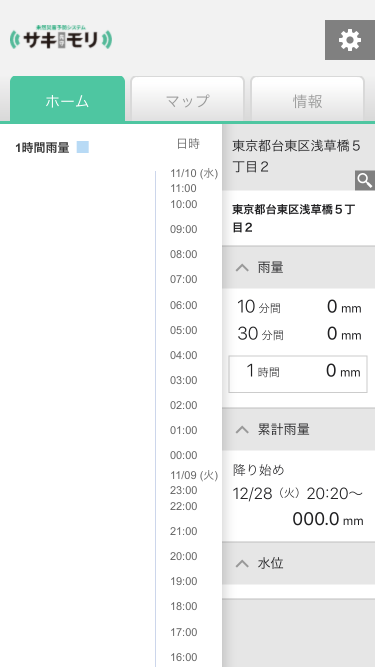 サキモリ
ホーム
マップ
情報
1時間雨量
日時
11/10 (水)
11:00
10:00
09:00
08:00
07:00
06:00
05:00
04:00
03:00
02:00
01:00
00:00
11/09 (火)
23:00
22:00
21:00
20:00
19:00
18:00
17:00
16:00
東京都台東区浅草橋５
丁目２
東京都台東区浅草橋５丁
目２
雨量
10 分間 0 mm
30 分間 0 mm
1 時間 0 mm
累計雨量
降り始め
12/28（火）20:20～
000.0 mm
水位